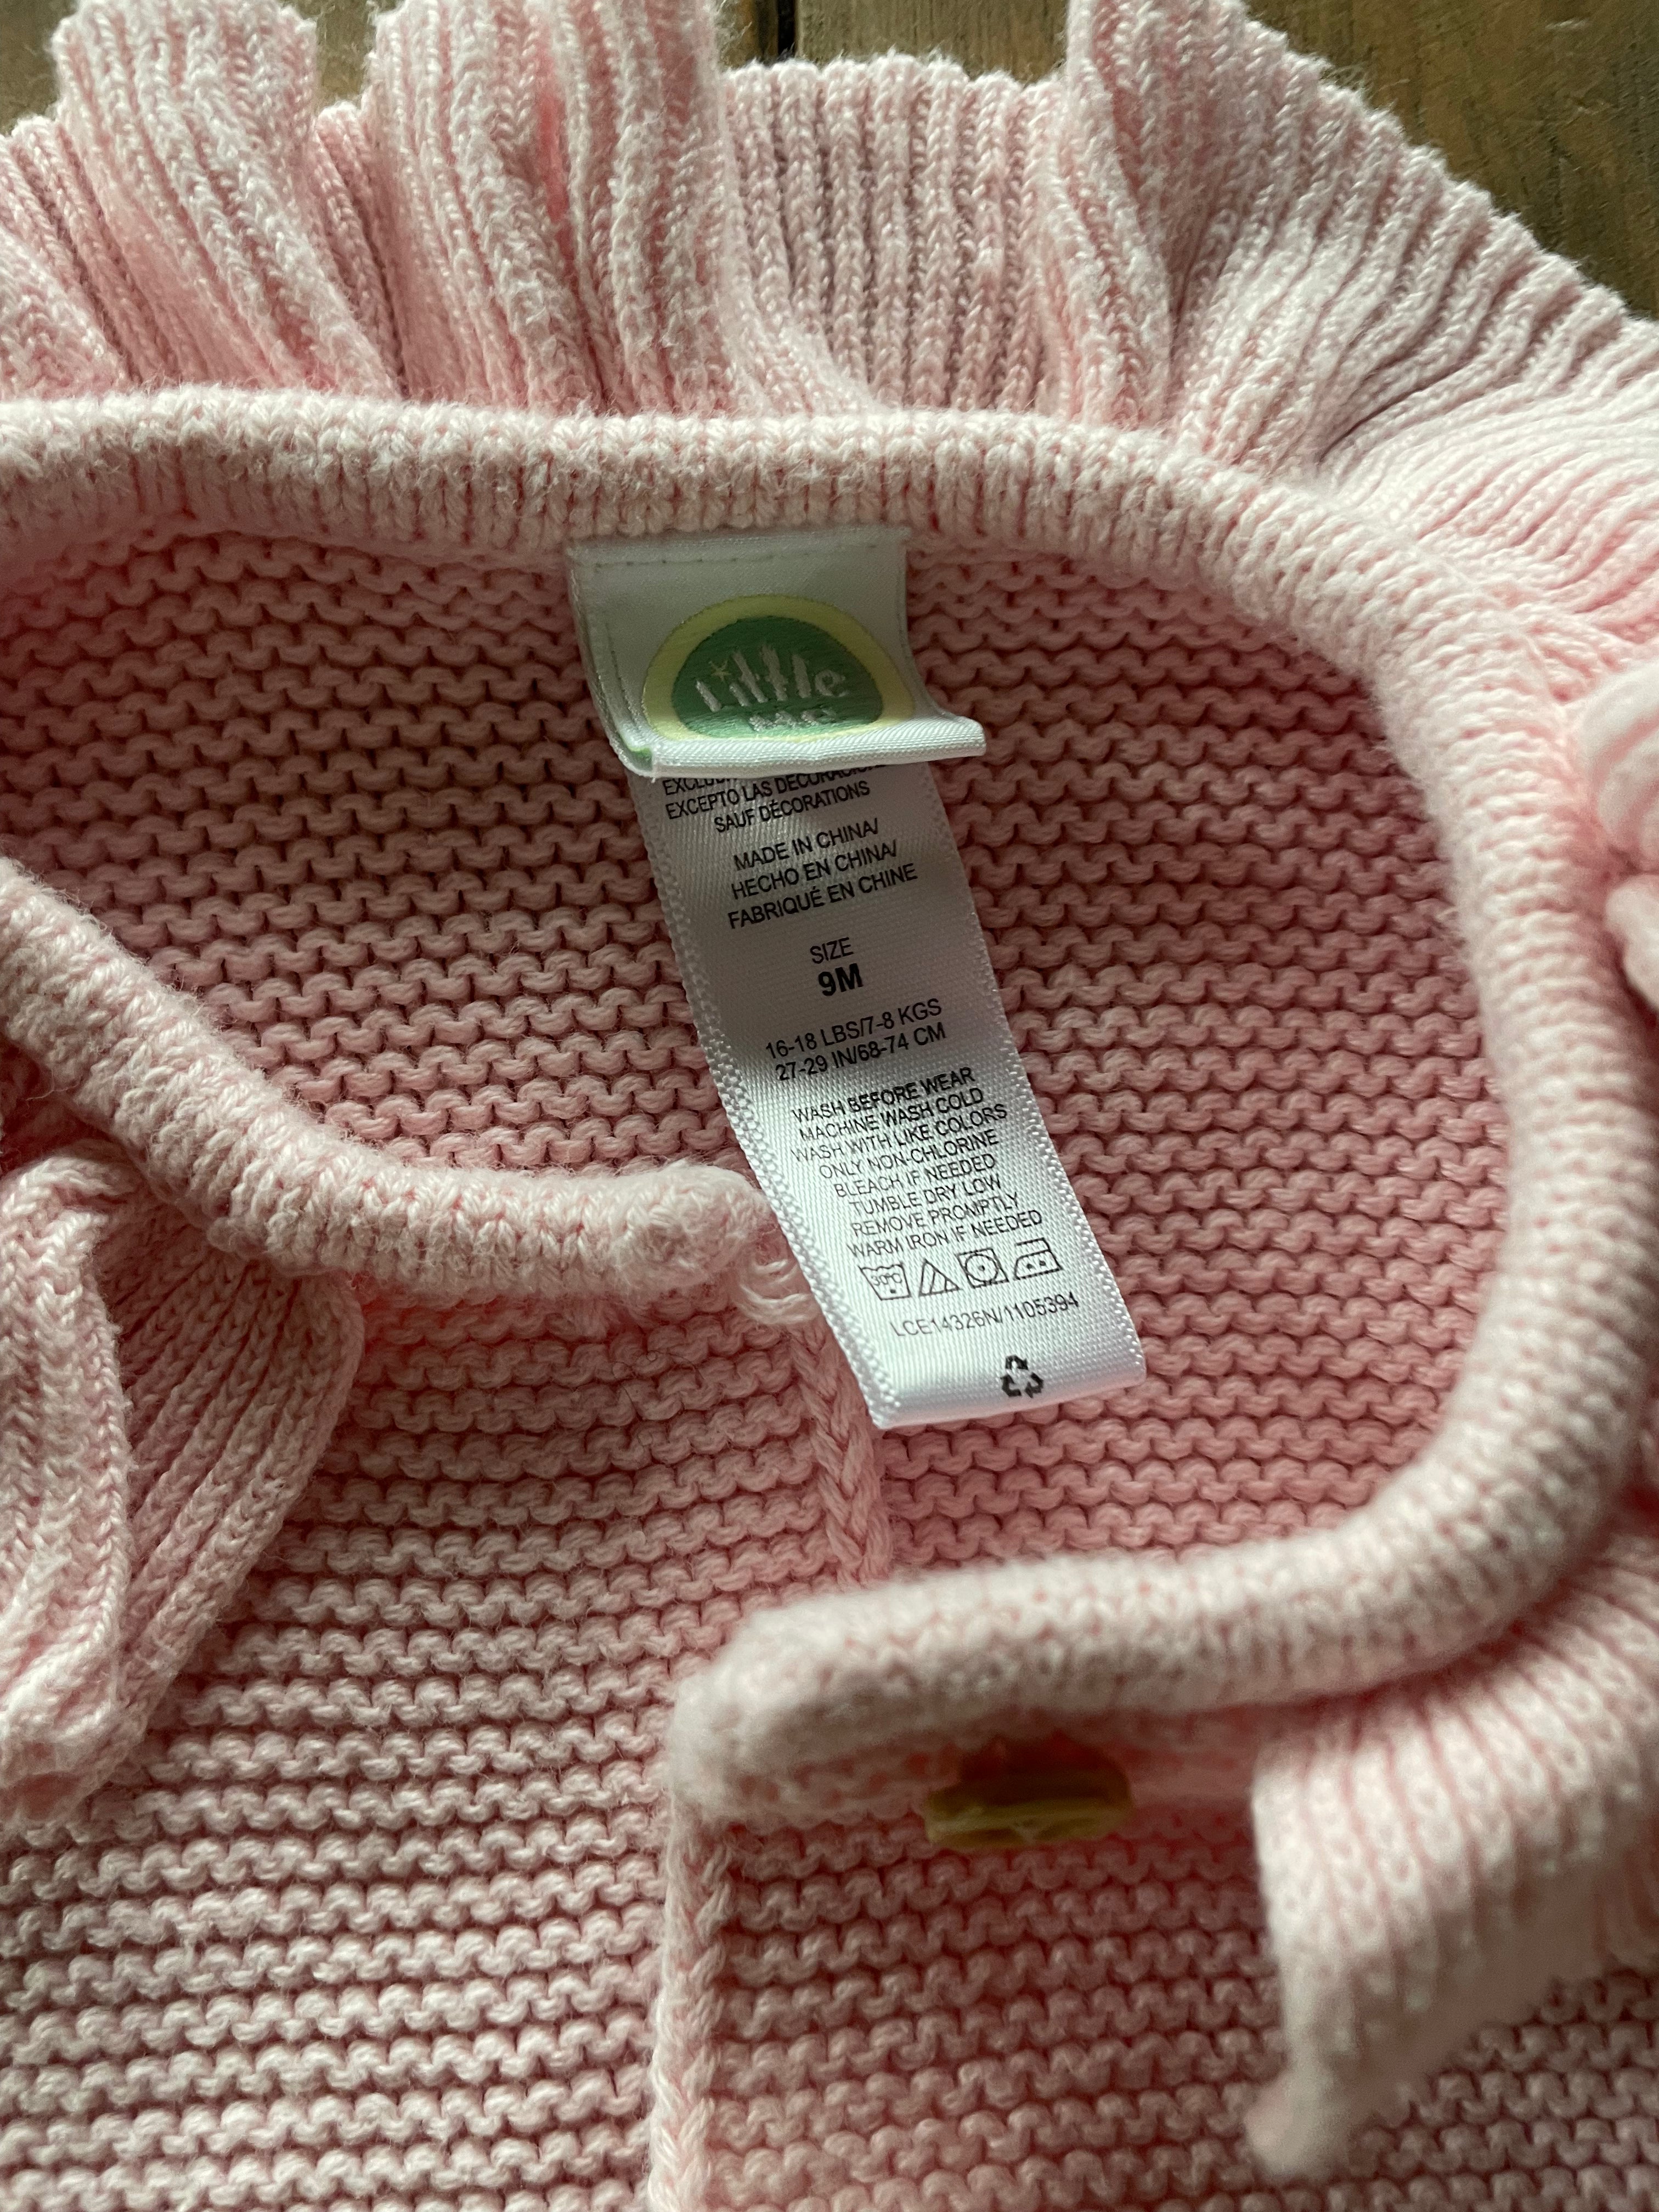 Little
Me
EXCEPTO LAS DECORACIONES
SAUF DÉCORATIONS
MADE IN CHINA/
HECHO EN CHINA/
FABRIQUÉ EN CHINE
SIZE
9M
16-18 LBS/7-8 KGS
27-29 IN/68-74 CM
WASH BEFORE WEAR
MACHINE WASH COLD
WASH WITH LIKE COLORS
ONLY NON-CHLORINE
BLEACH IF NEEDED
TUMBLE DRY LOW
REMOVE PROMPTLY
WARM IRON IF NEEDED
30°C
LCE14326N/1105394